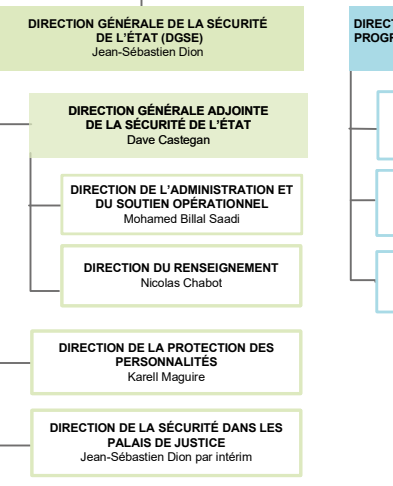 DIRECTION GÉNÉRALE DE LA SÉCURITÉ
DE L'ÉTAT (DGSE)
Jean-Sébastien Dion
DIRECTION GÉNÉRALE ADJOINTE
DE LA SÉCURITÉ DE L'ÉTAT
Dave Castegan
DIRECTION DE L'ADMINISTRATION ET
DU SOUTIEN OPÉRATIONNEL
Mohamed Billal Saadi
DIRECTION DU RENSEIGNEMENT
Nicolas Chabot
DIRECTION DE LA PROTECTION DES
PERSONNALITÉS
Karell Maguire
DIRECTION DE LA SÉCURITÉ DANS LES
PALAIS DE JUSTICE
Jean-Sébastien Dion par intérim